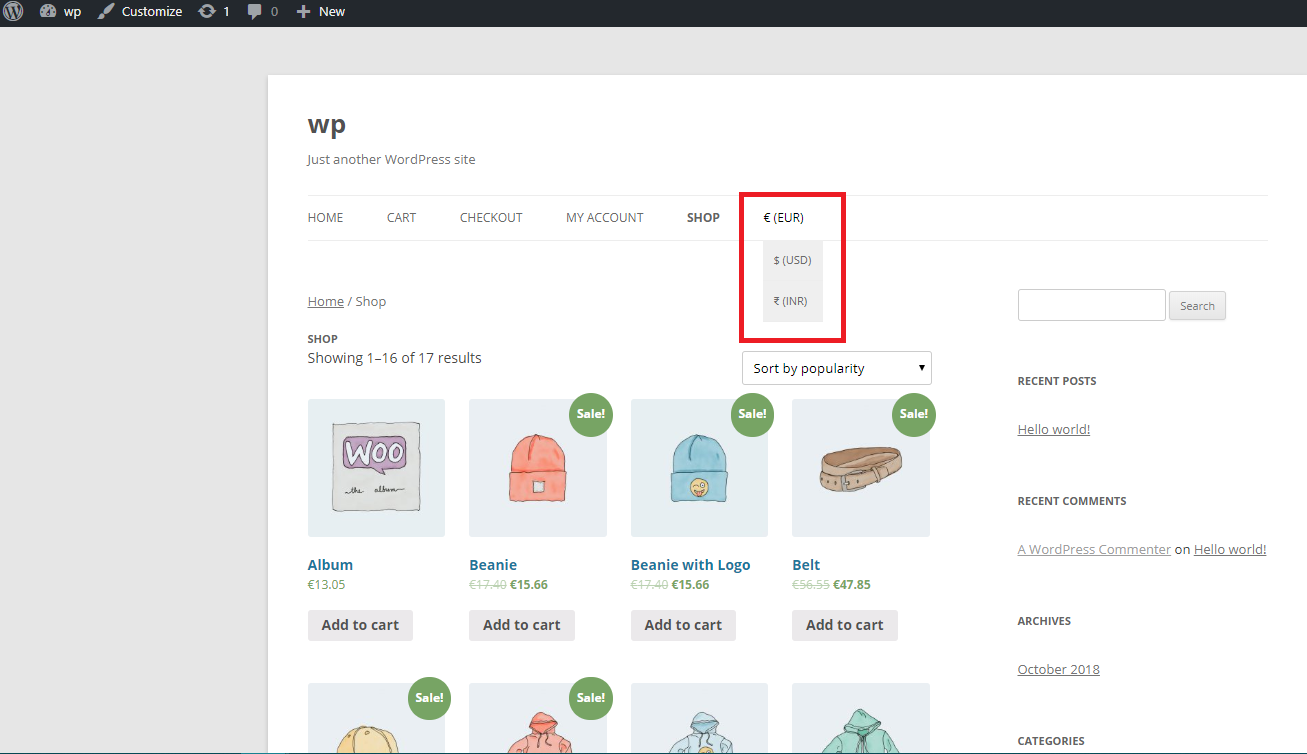 wp Customize 1 0 New
wp
Just another WordPress site
HOME CART CHECKOUT MY ACCOUNT SHOP € (EUR)
$ (USD)
₹ (INR)
Home / Shop
SHOP
Showing 1–16 of 17 results
Sort by popularity
Search
Sale! Sale! Sale!
WOO
the album
Album Beanie Beanie with Logo Belt
€13.05 €17.40 €15.66 €17.40 €15.66 €56.55 €47.85
Add to cart Add to cart Add to cart Add to cart
Sale! Sale!
RECENT POSTS
Hello world!
RECENT COMMENTS
A WordPress Commenter on Hello world!
ARCHIVES
October 2018
CATEGORIES